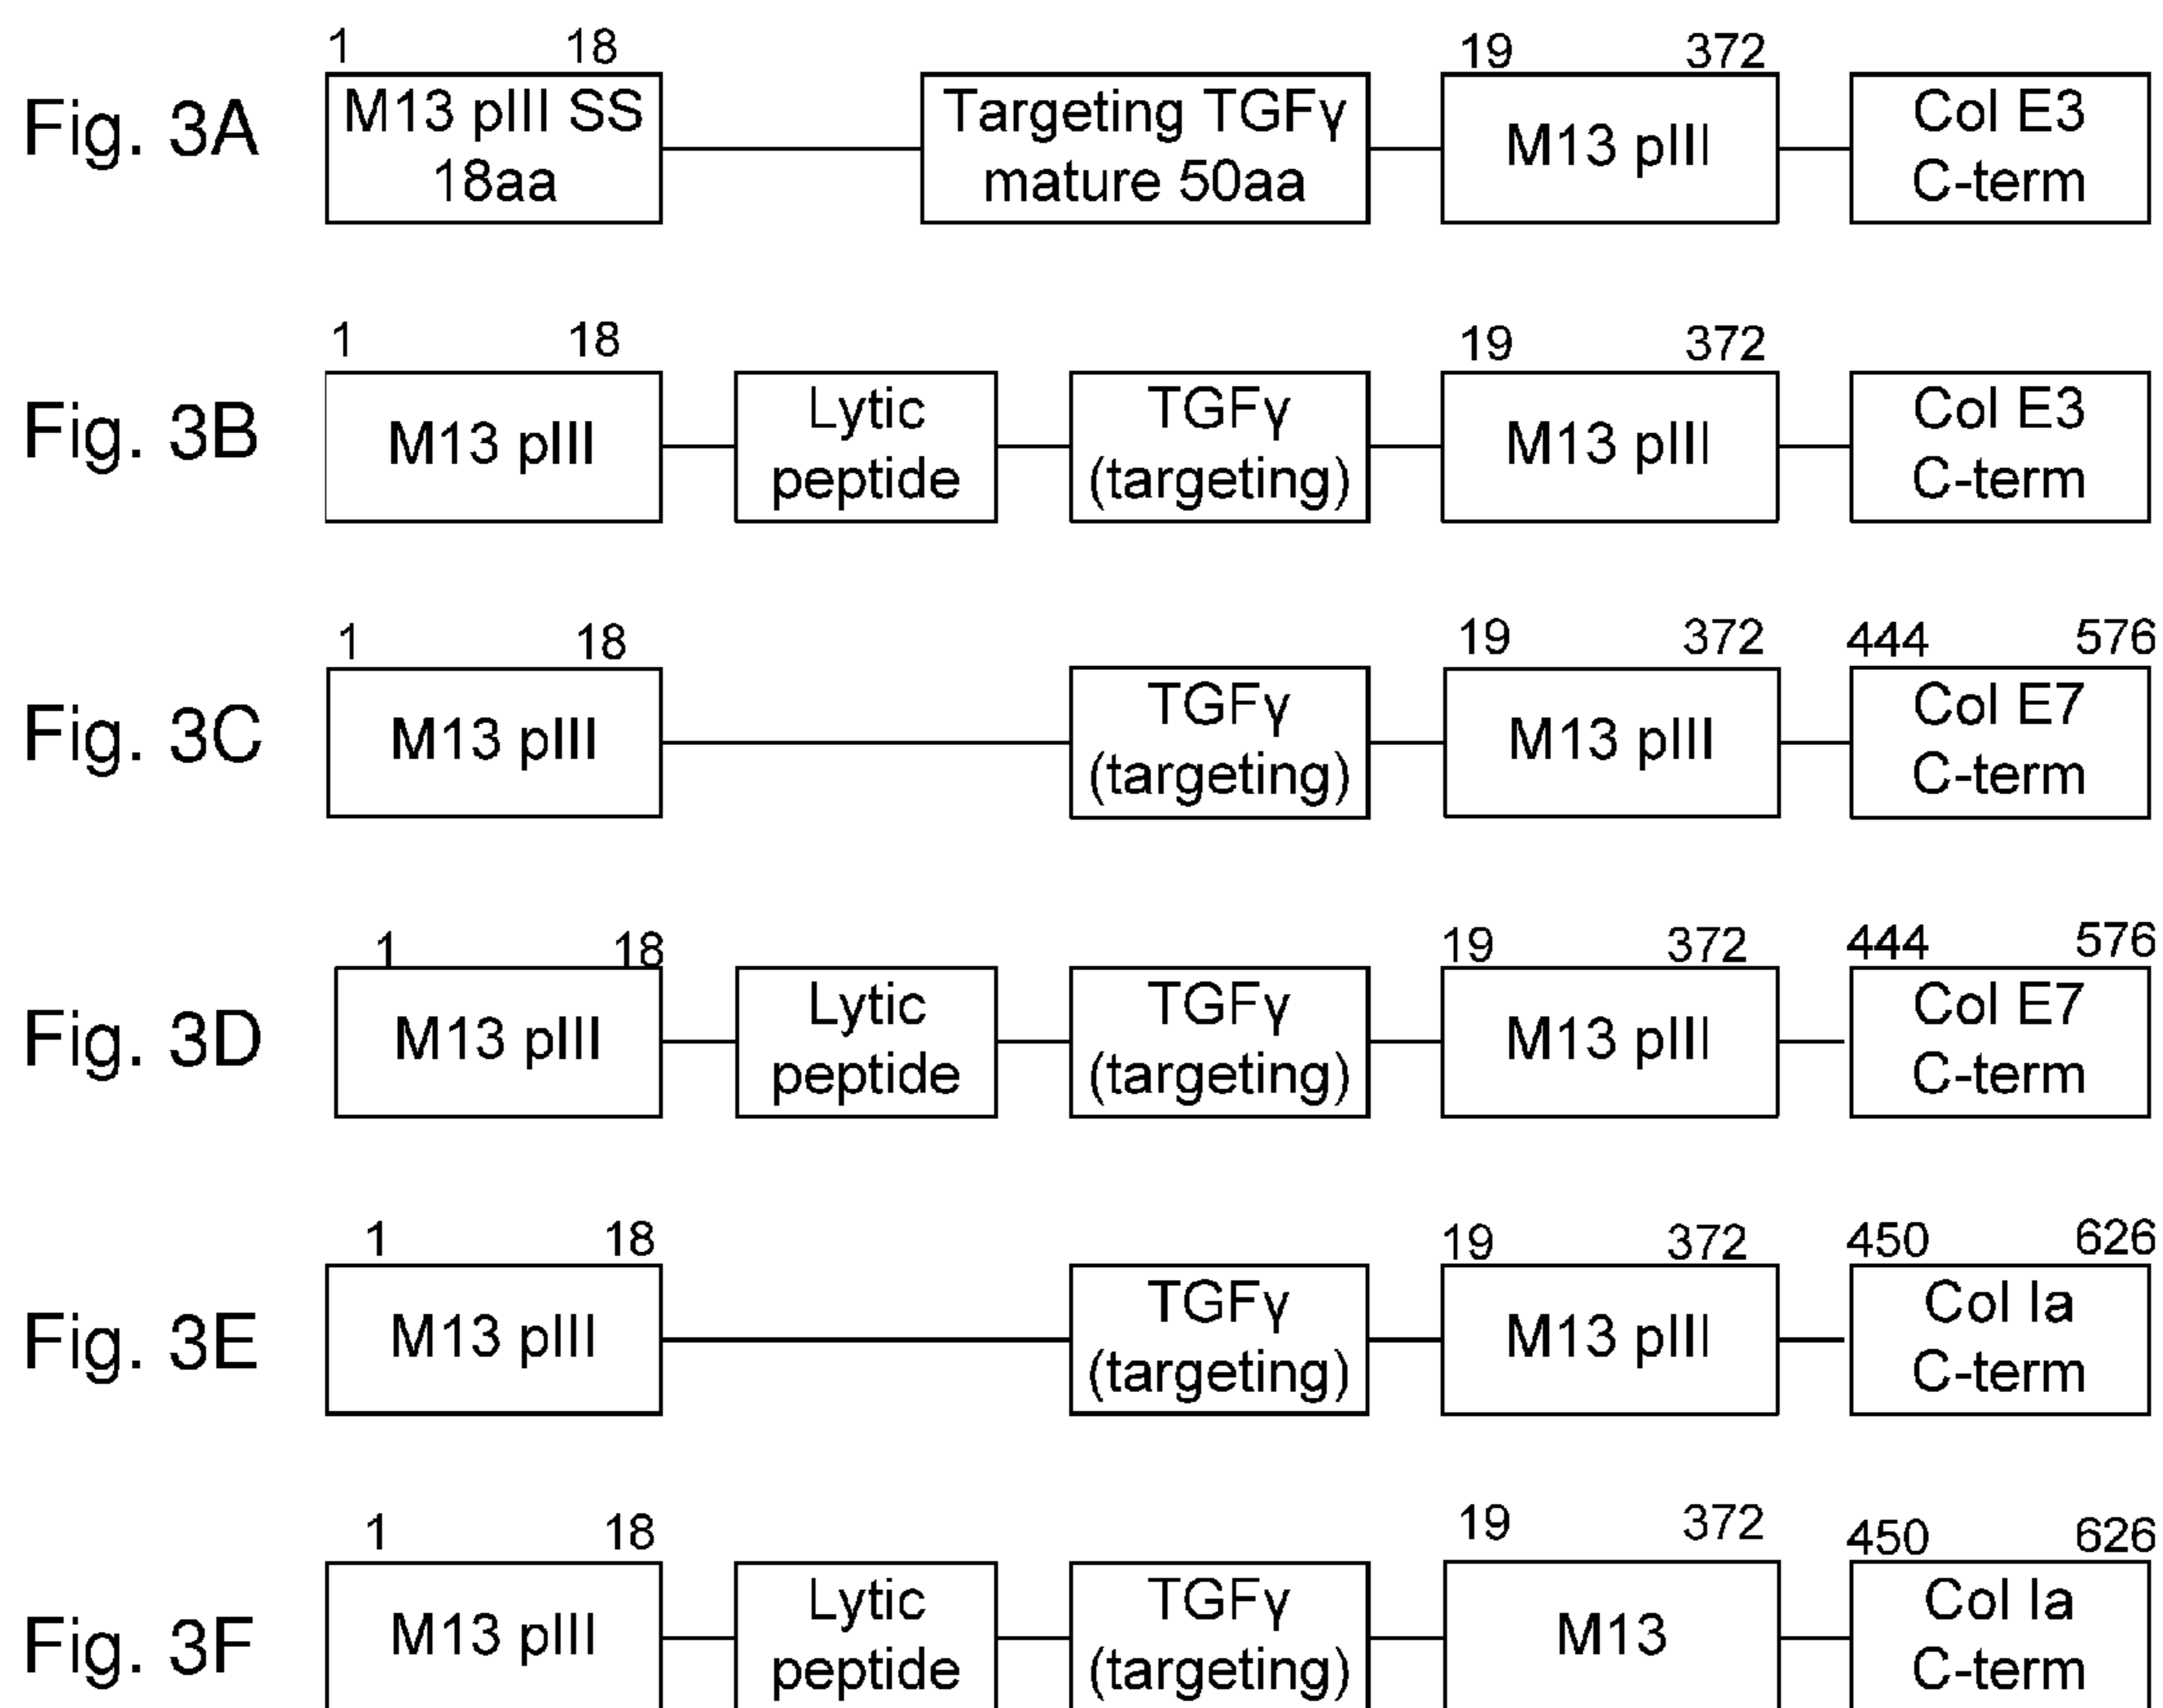 1 18 19 372
Fig. 3A
M13 pIII SS
18aa
Targeting TGFγ
mature 50aa
M13 pIII
Col E3
C-term
1 18 19 372
Fig. 3B
M13 pIII
Lytic
peptide
TGFγ
(targeting)
M13 pIII
Col E3
C-term
1 18 19 372 444 576
Fig. 3C
M13 pIII
TGFγ
(targeting)
M13 pIII
Col E7
C-term
1 18 19 372 444 576
Fig. 3D
M13 pIII
Lytic
peptide
TGFγ
(targeting)
M13 pIII
Col E7
C-term
1 18 19 372 450 626
Fig. 3E
M13 pIII
TGFγ
(targeting)
M13 pIII
Col Ia
C-term
1 18 19 372 450 626
Fig. 3F
M13 pIII
Lytic
peptide
TGFγ
(targeting)
M13
Col Ia
C-term